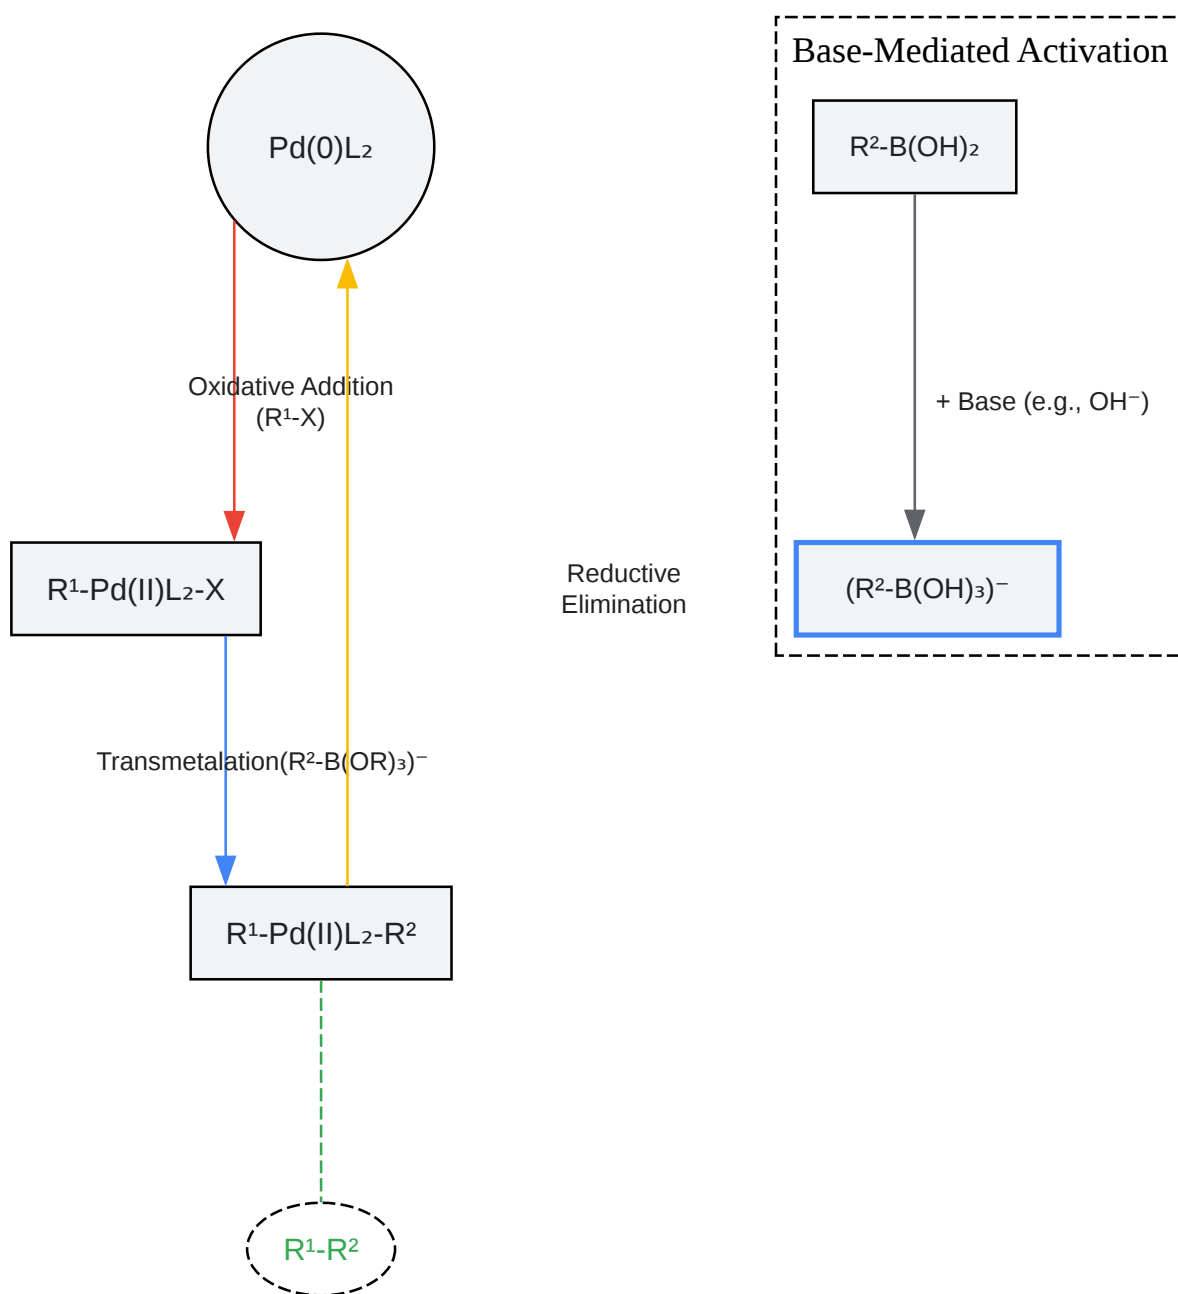 Base-Mediated Activation
Pd(0)L₂
R²-B(OH)₂
Oxidative Addition
(R¹-X)
+ Base (e.g., OH⁻)
R¹-Pd(II)L₂-X
Reductive
Elimination
(R²-B(OH)₃)⁻
Transmetalation(R²-B(OR)₃)⁻
R¹-Pd(II)L₂-R²
R¹-R²